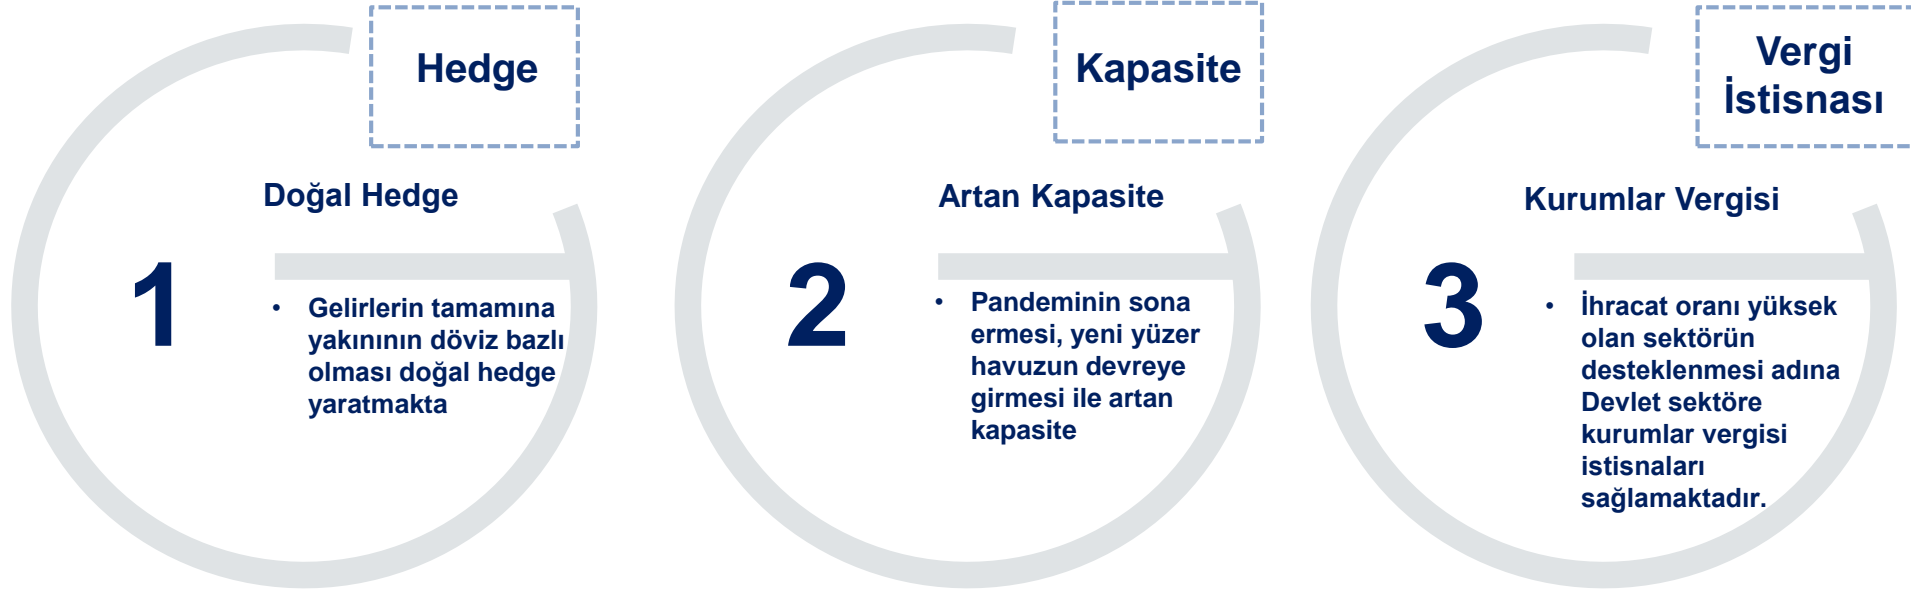 Hedge
Doğal Hedge
1
• Gelirlerin tamamına
yakınının döviz bazlı
olması doğal hedge
yaratmakta
Kapasite
Artan Kapasite
2
• Pandeminin sona
ermesi, yeni yüzer
havuzun devreye
girmesi ile artan
kapasite
Vergi
İstisnası
Kurumlar Vergisi
3
• İhracat oranı yüksek
olan sektörün
desteklenmesi adına
Devlet sektöre
kurumlar vergisi
istisnaları
sağlamaktadır.